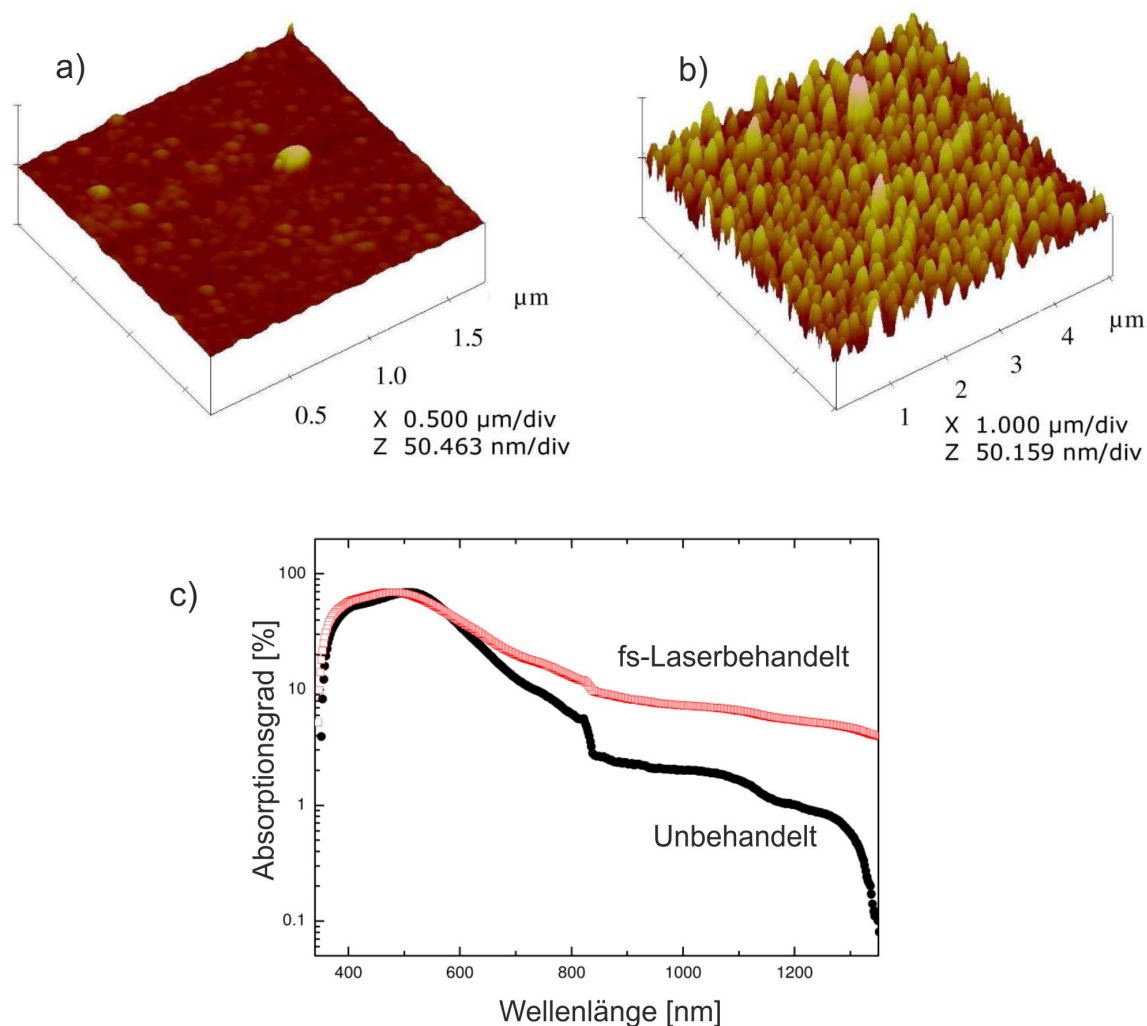 a)
µm
1.5
1.0
0.5
X 0.500 µm/div
Z 50.463 nm/div
b)
µm
4
3
2
1
X 1.000 µm/div
Z 50.159 nm/div
c)
Absorptionsgrad [%]
100
10
1
0.1
fs-Laserbehandelt
Unbehandelt
400 600 800 1000 1200
Wellenlänge [nm]